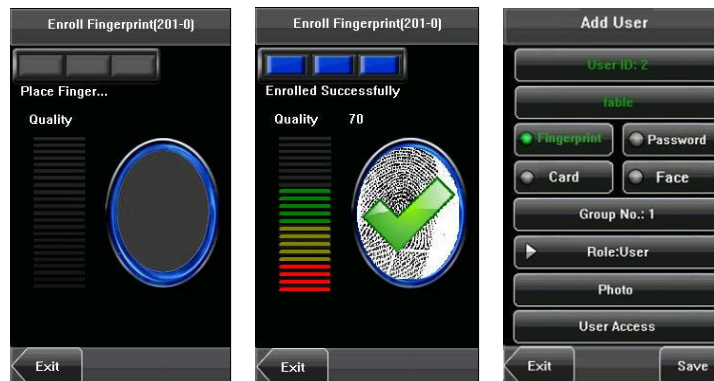 Enroll Fingerprint(201-0)
Place Finger...
Quality
Exit
Enroll Fingerprint(201-0)
Enrolled Successfully
Quality 70
Exit
Add User
User ID: 2
fable
Fingerprint Password
Card Face
Group No.: 1
Role:User
Photo
User Access
Exit Save